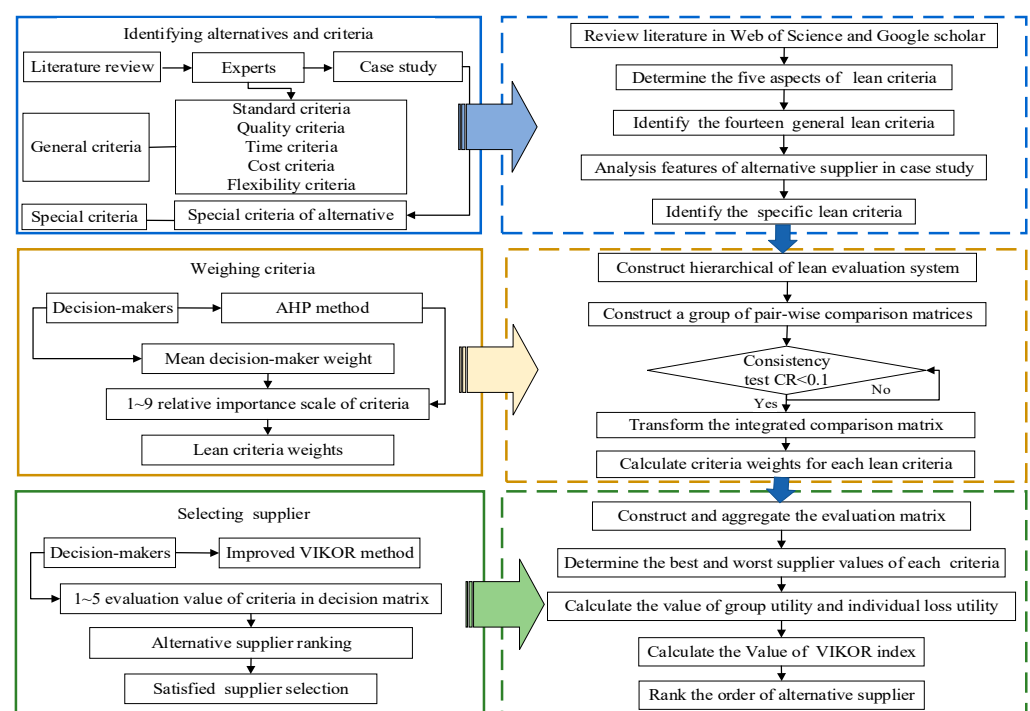 Identifying alternatives and criteria
Literature review
Experts
Case study
General criteria
Standard criteria
Quality criteria
Time criteria
Cost criteria
Flexibility criteria
Special criteria
Special criteria of alternative
Review literature in Web of Science and Google scholar
Determine the five aspects of lean criteria
Identify the fourteen general lean criteria
Analysis features of alternative supplier in case study
Identify the specific lean criteria
Weighing criteria
Decision-makers
AHP method
Mean decision-maker weight
1~9 relative importance scale of criteria
Lean criteria weights
Construct hierarchical of lean evaluation system
Construct a group of pair-wise comparison matrices
Consistency
test CR<0.1
No
Yes
Transform the integrated comparison matrix
Calculate criteria weights for each lean criteria
Selecting supplier
Decision-makers
Improved VIKOR method
1~5 evaluation value of criteria in decision matrix
Alternative supplier ranking
Satisfied supplier selection
Construct and aggregate the evaluation matrix
Determine the best and worst supplier values of each criteria
Calculate the value of group utility and individual loss utility
Calculate the Value of VIKOR index
Rank the order of alternative supplier